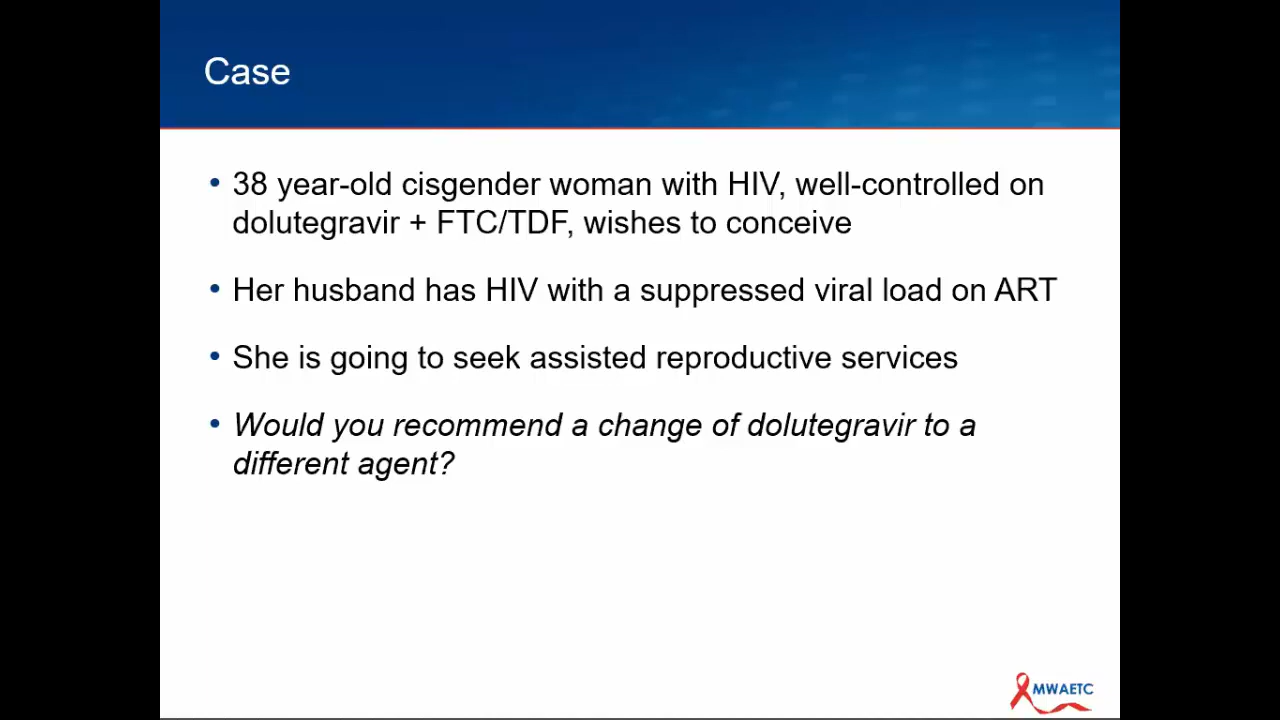 Case
• 38 year-old cisgender woman with HIV, well-controlled on
dolutegravir + FTC/TDF, wishes to conceive
• Her husband has HIV with a suppressed viral load on ART
• She is going to seek assisted reproductive services
• Would you recommend a change of dolutegravir to a
different agent?
MWAETC